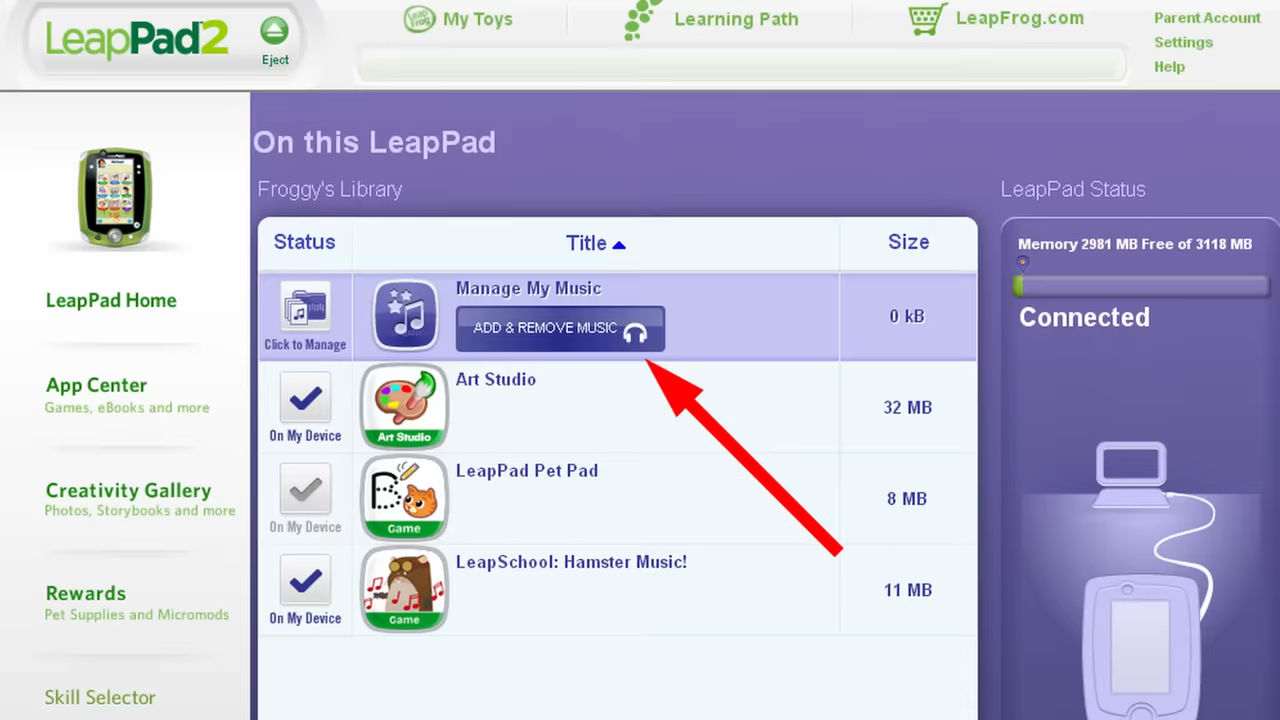 LeapPad2
Eject
LeapFrog
My Toys
Learning Path
LeapFrog.com
Parent Account
Settings
Help
On this LeapPad
Froggy's Library
LeapPad Status
LeapPad Home
App Center
Games, eBooks and more
Creativity Gallery
Photos, Storybooks and more
Rewards
Pet Supplies and Micromods
Skill Selector
Status
Title
Size
Click to Manage
Manage My Music
ADD & REMOVE MUSIC
0 kB
On My Device
Art Studio
Art Studio
32 MB
On My Device
Game
LeapPad Pet Pad
8 MB
On My Device
Game
LeapSchool: Hamster Music!
11 MB
Memory 2981 MB Free of 3118 MB
Connected